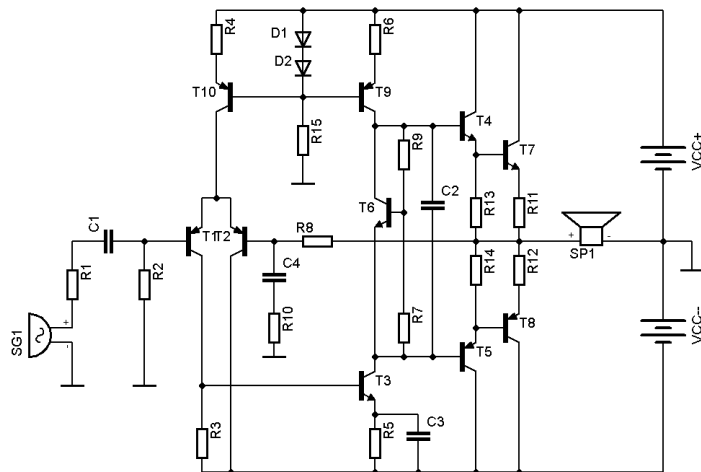 R4
D1
R6
D2
T10
T9
T4
R15
R9
T7
VCC+
C2
R13
R11
T6
C1
T1
T2
R8
SP1
+
-
C4
R14
R12
R1
R2
R10
R7
T8
VCC--
SG1
+
-
T5
T3
R3
R5
C3